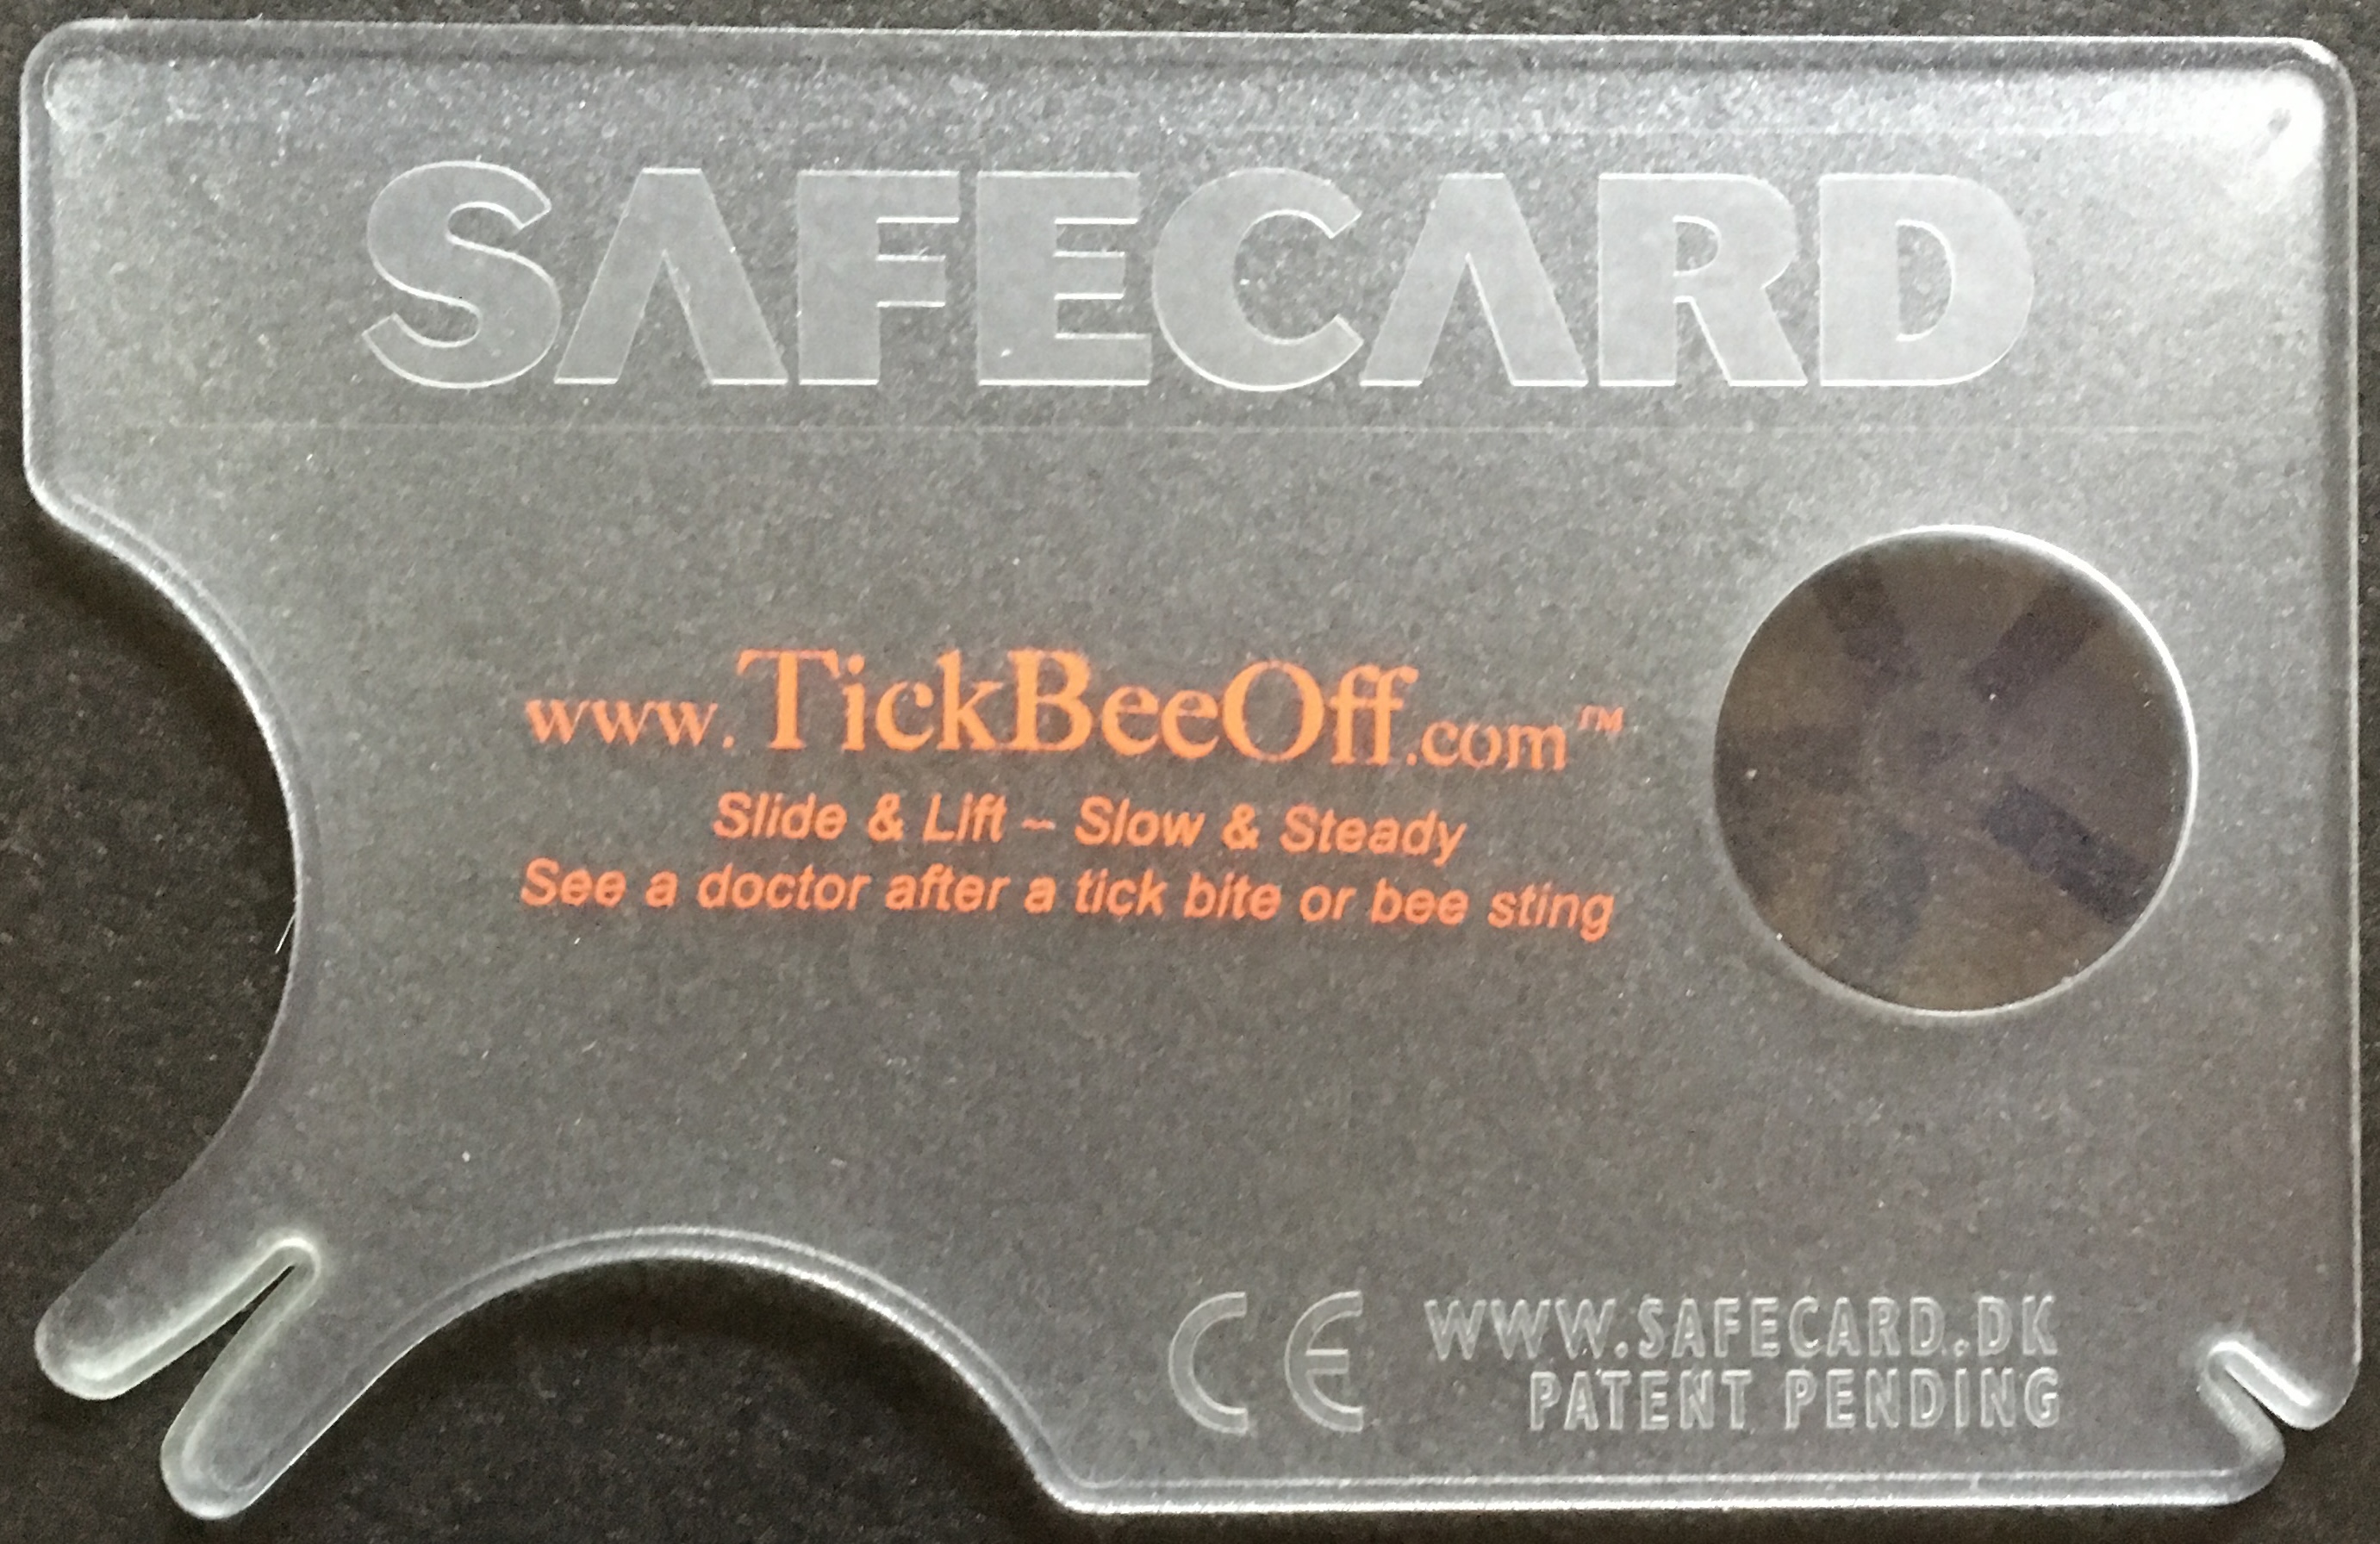 SAFECARD
www.TickBeeOff.com™
Slide & Lift – Slow & Steady
See a doctor after a tick bite or bee sting
CE
WWW.SAFECARD.DK
PATENT PENDING